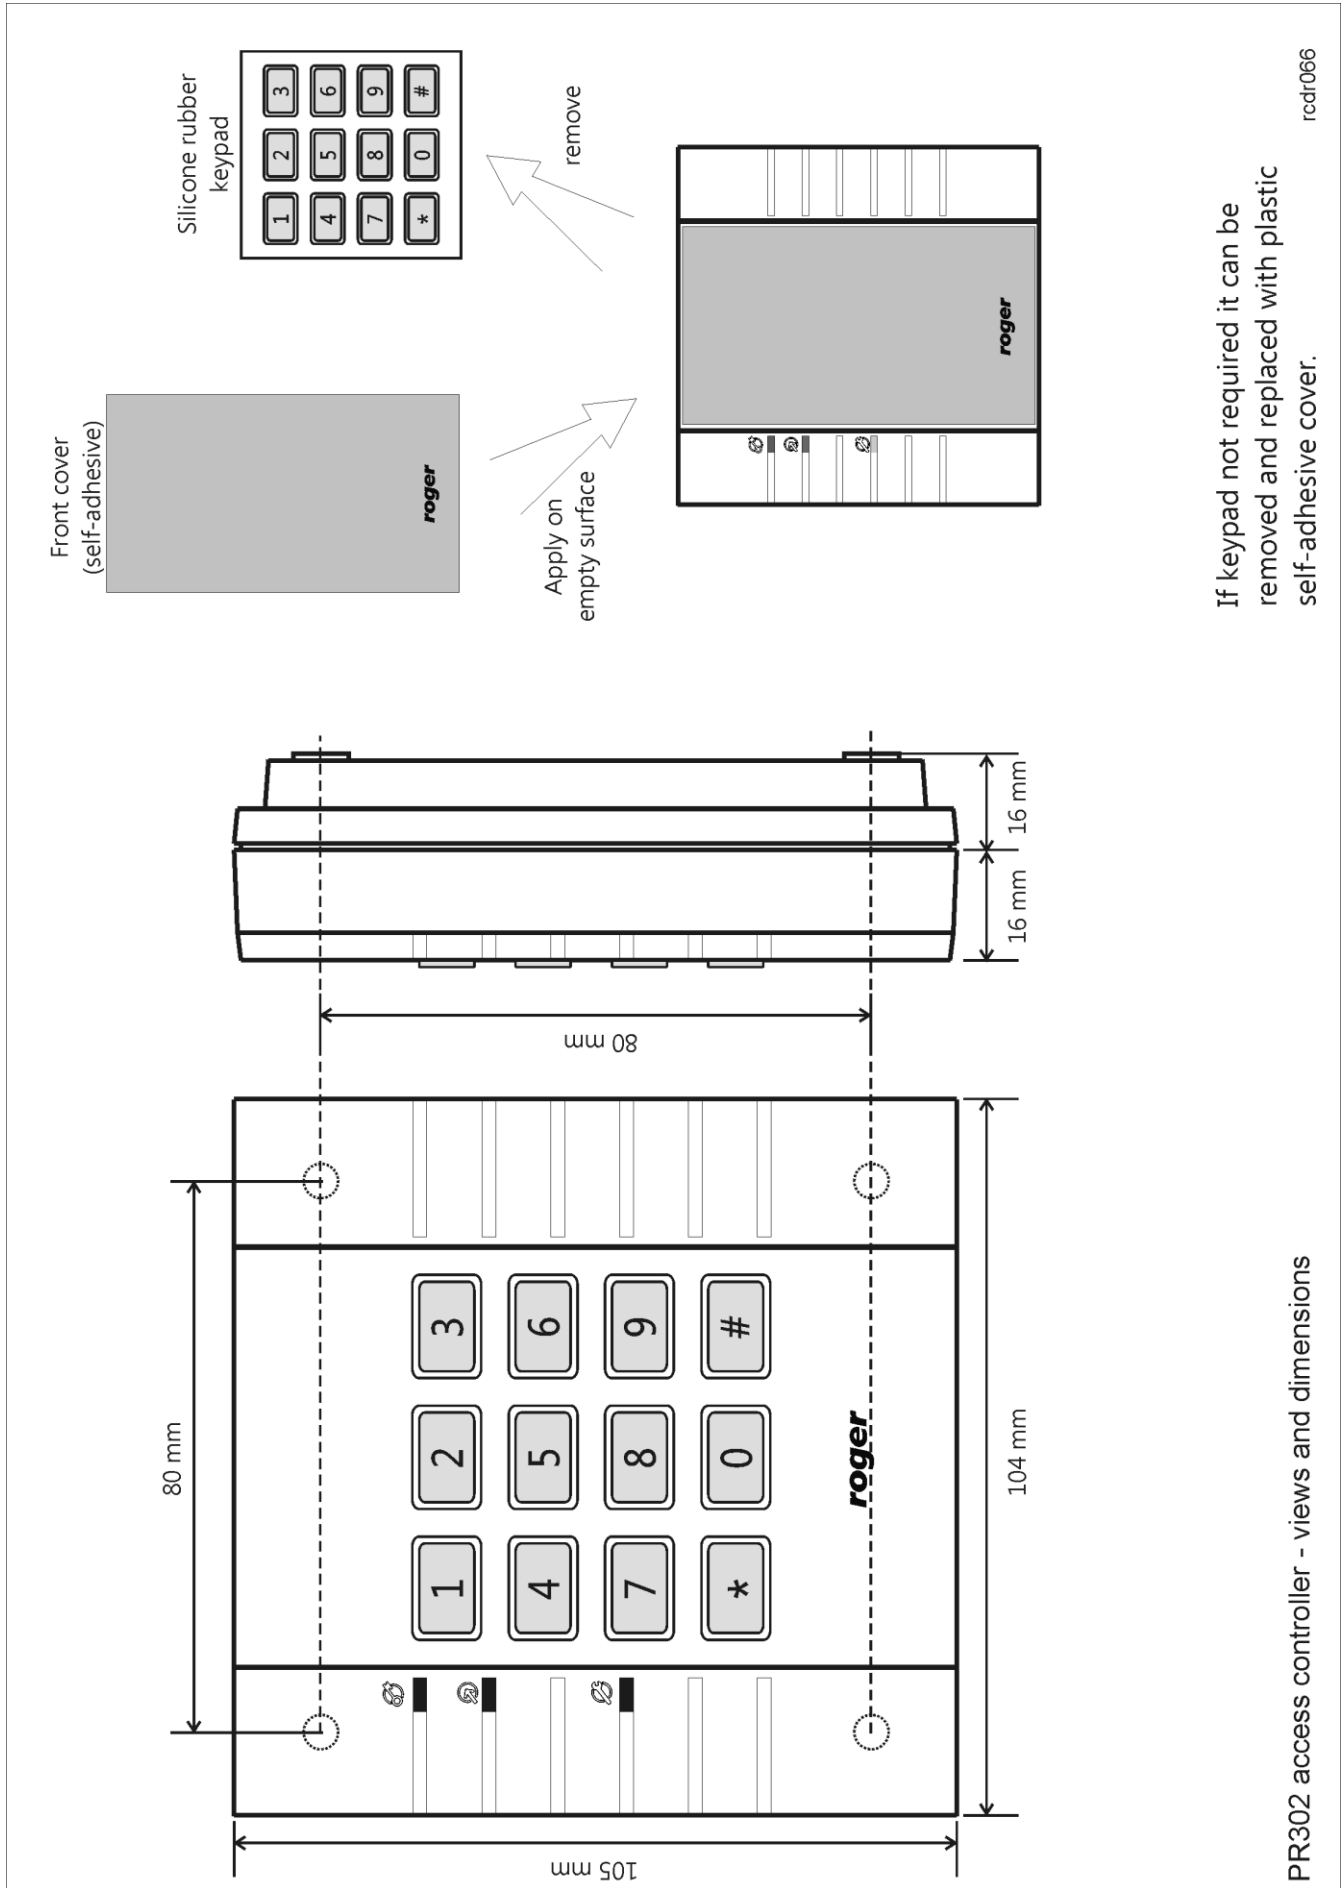 80 mm
1
2
3
4
5
6
7
8
9
*
0
#
roger
105 mm
104 mm
80 mm
16 mm
16 mm
Front cover
(self-adhesive)
roger
Silicone rubber
keypad
1
2
3
4
5
6
7
8
9
*
0
#
Apply on
empty surface
remove
roger
If keypad not required it can be
removed and replaced with plastic
self-adhesive cover.
PR302 access controller - views and dimensions
rcdr066